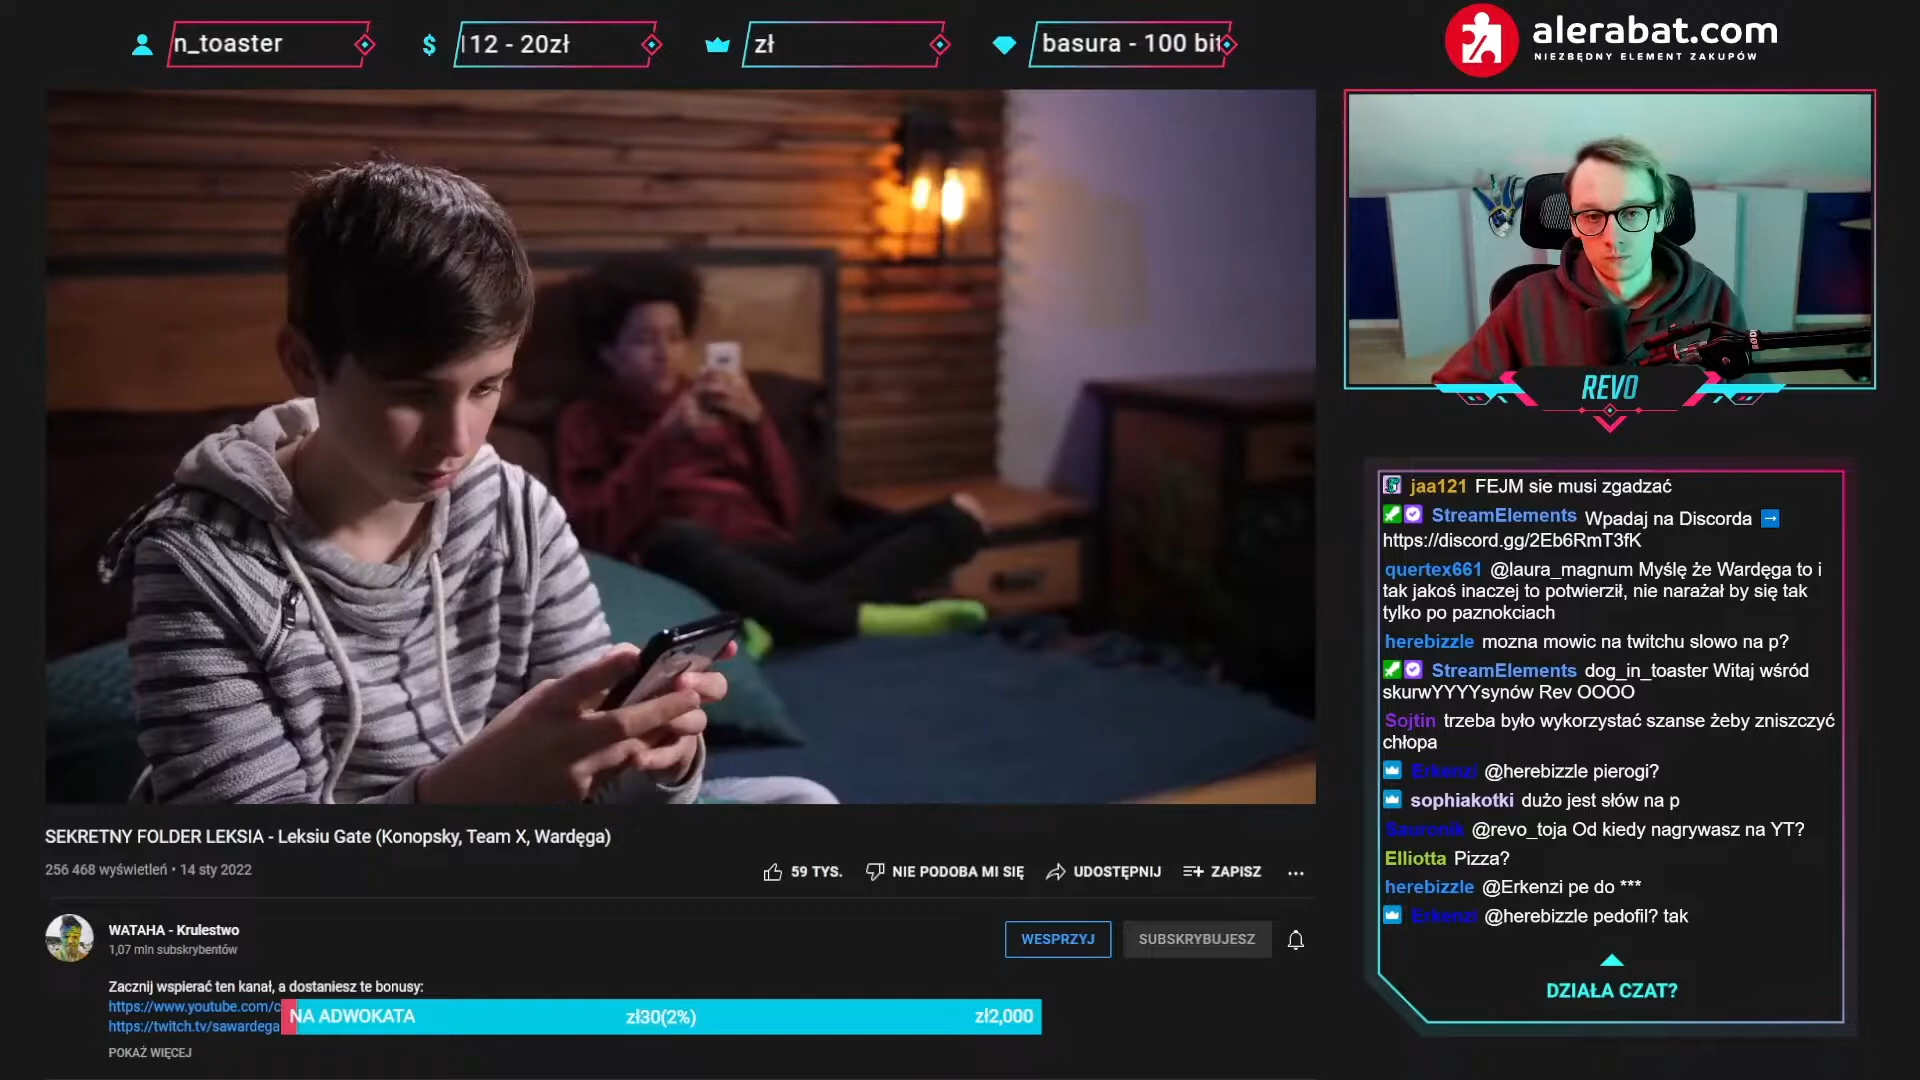 n_toaster
$
12 - 20zł
zł
basura - 100 bit
alerabat.com
NIEZBĘDNY ELEMENT ZAKUPÓW
RØDE
REVO
SEKRETNY FOLDER LEKSIA - Leksiu Gate (Konopsky, Team X, Wardęga)
256 468 wyświetleń • 14 sty 2022
59 TYS.
NIE PODOBA MI SIĘ
UDOSTĘPNIJ
ZAPISZ
WATAHA - Krulestwo
1,07 mln subskrybentów
WESPRZYJ
SUBSKRYBUJESZ
Zacznij wspierać ten kanał, a dostaniesz te bonusy:
https://www.youtube.com/c
https://twitch.tv/sawardega
NA ADWOKATA zł30(2%) zł2,000
POKAŻ WIĘCEJ
jaa121 FEJM sie musi zgadzać
StreamElements Wpadaj na Discorda ➡
https://discord.gg/2Eb6RmT3fK
quertex661 @laura_magnum Myślę że Wardęga to i
tak jakoś inaczej to potwierził, nie narażał by się tak
tylko po paznokciach
herebizzle mozna mowic na twitchu slowo na p?
StreamElements dog_in_toaster Witaj wśród
skurwYYYYsynów Rev OOOO
Sojtin trzeba było wykorzystać szanse żeby zniszczyć
chłopa
Erkenzi @herebizzle pierogi?
sophiakotki dużo jest słów na p
Sauronik @revo_toja Od kiedy nagrywasz na YT?
Elliotta Pizza?
herebizzle @Erkenzi pe do ***
Erkenzi @herebizzle pedofil? tak
DZIAŁA CZAT?